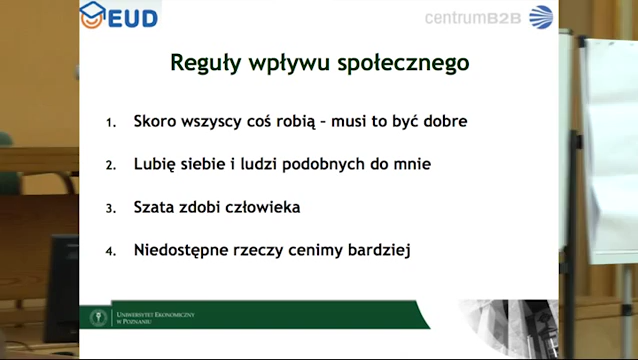 EUD
centrumB2B
Reguły wpływu społecznego
1. Skoro wszyscy coś robią – musi to być dobre
2. Lubię siebie i ludzi podobnych do mnie
3. Szata zdobi człowieka
4. Niedostępne rzeczy cenimy bardziej
UNIWERSYTET EKONOMICZNY
W POZNANIU